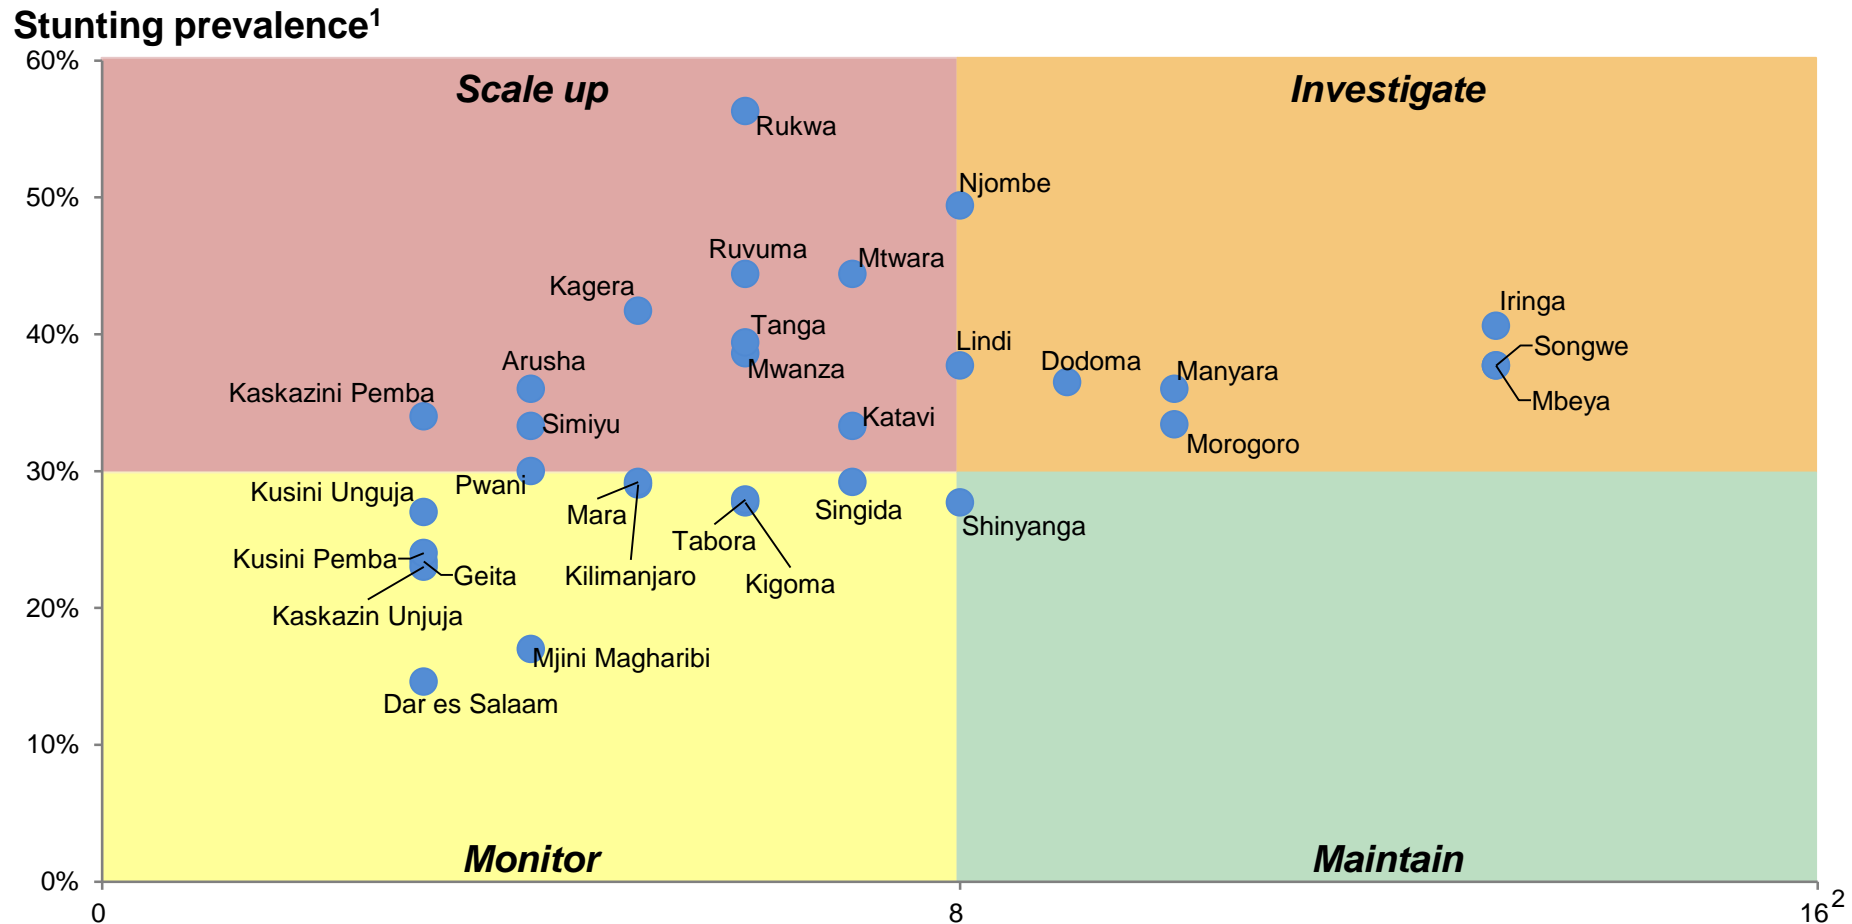 Stunting prevalence1
60%
Scale up
Investigate
Rukwa
50%
Njombe
Ruvuma
Mtwara
Kagera
Iringa
40%
Tanga
Lindi
Songwe
Mwanza
Arusha
Dodoma
Manyara
Kaskazini Pemba
Mbeya
Simiyu
Katavi
Morogoro
30%
Pwani
Kusini Unguja
Mara
Singida
Shinyanga
Tabora
Kusini Pemba
Geita
Kilimanjaro
Kigoma
Kaskazin Unjuja
20%
Mjini Magharibi
Dar es Salaam
10%
Monitor
Maintain
0%
0
8
16 2